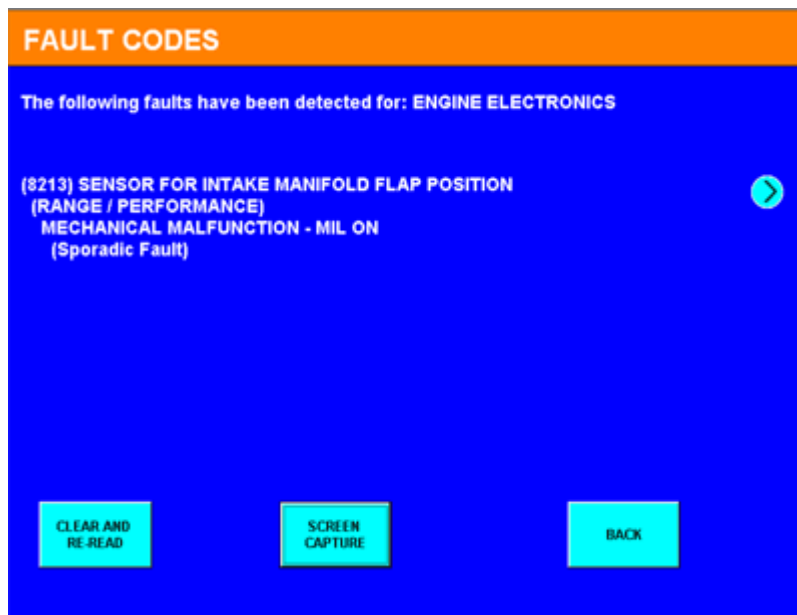 FAULT CODES
The following faults have been detected for: ENGINE ELECTRONICS
(8213) SENSOR FOR INTAKE MANIFOLD FLAP POSITION
(RANGE / PERFORMANCE)
MECHANICAL MALFUNCTION - MIL ON
(Sporadic Fault)
CLEAR AND
RE-READ
SCREEN
CAPTURE
BACK